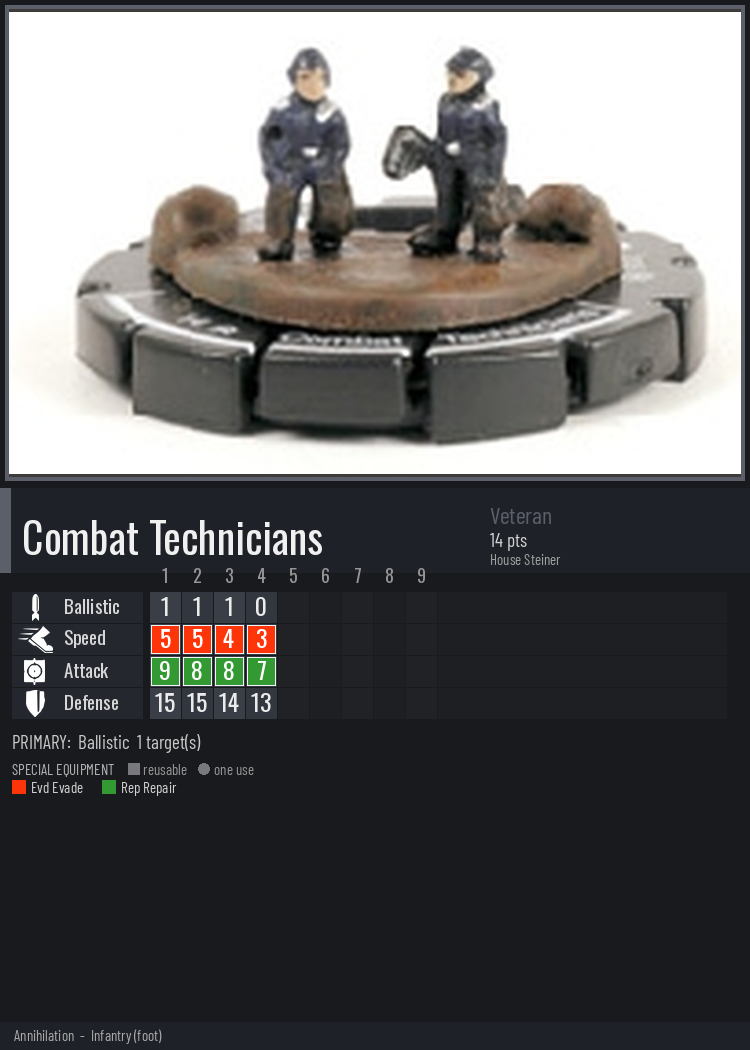 Combat
Combat Technicians
Veteran
14 pts
House Steiner
1 2 3 4 5 6 7 8 9
Ballistic 1 1 1 0
Speed 5 5 4 3
Attack 9 8 8 7
Defense 15 15 14 13
PRIMARY: Ballistic 1 target(s)
SPECIAL EQUIPMENT reusable one use
Evd Evade Rep Repair
Annihilation - Infantry (foot)